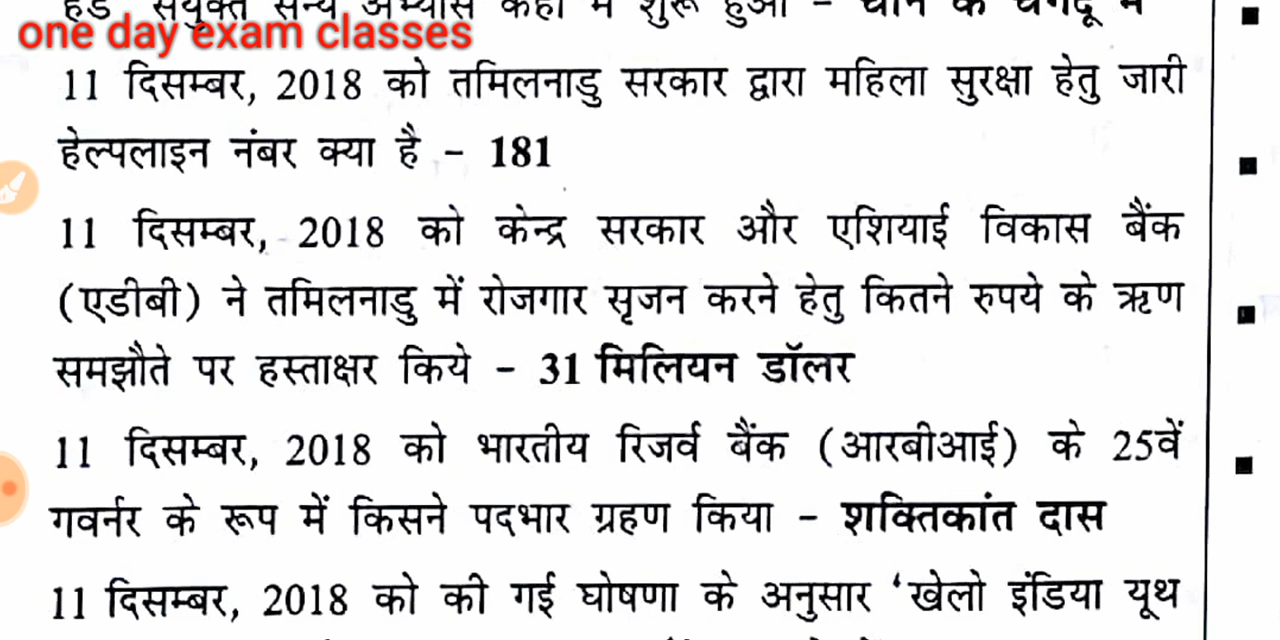 संयुक्त सैन्य अभ्यास कहाँ में शुरू हुआ - चीन के चेंगदू में
one day exam classes
11 दिसम्बर, 2018 को तमिलनाडु सरकार द्वारा महिला सुरक्षा हेतु जारी
हेल्पलाइन नंबर क्या है - 181
11 दिसम्बर, 2018 को केन्द्र सरकार और एशियाई विकास बैंक
(एडीबी) ने तमिलनाडु में रोजगार सृजन करने हेतु कितने रुपये के ऋण
समझौते पर हस्ताक्षर किये - 31 मिलियन डॉलर
11 दिसम्बर, 2018 को भारतीय रिजर्व बैंक (आरबीआई) के 25वें
गवर्नर के रूप में किसने पदभार ग्रहण किया - शक्तिकांत दास
11 दिसम्बर, 2018 को की गई घोषणा के अनुसार ‘खेलो इंडिया यूथ